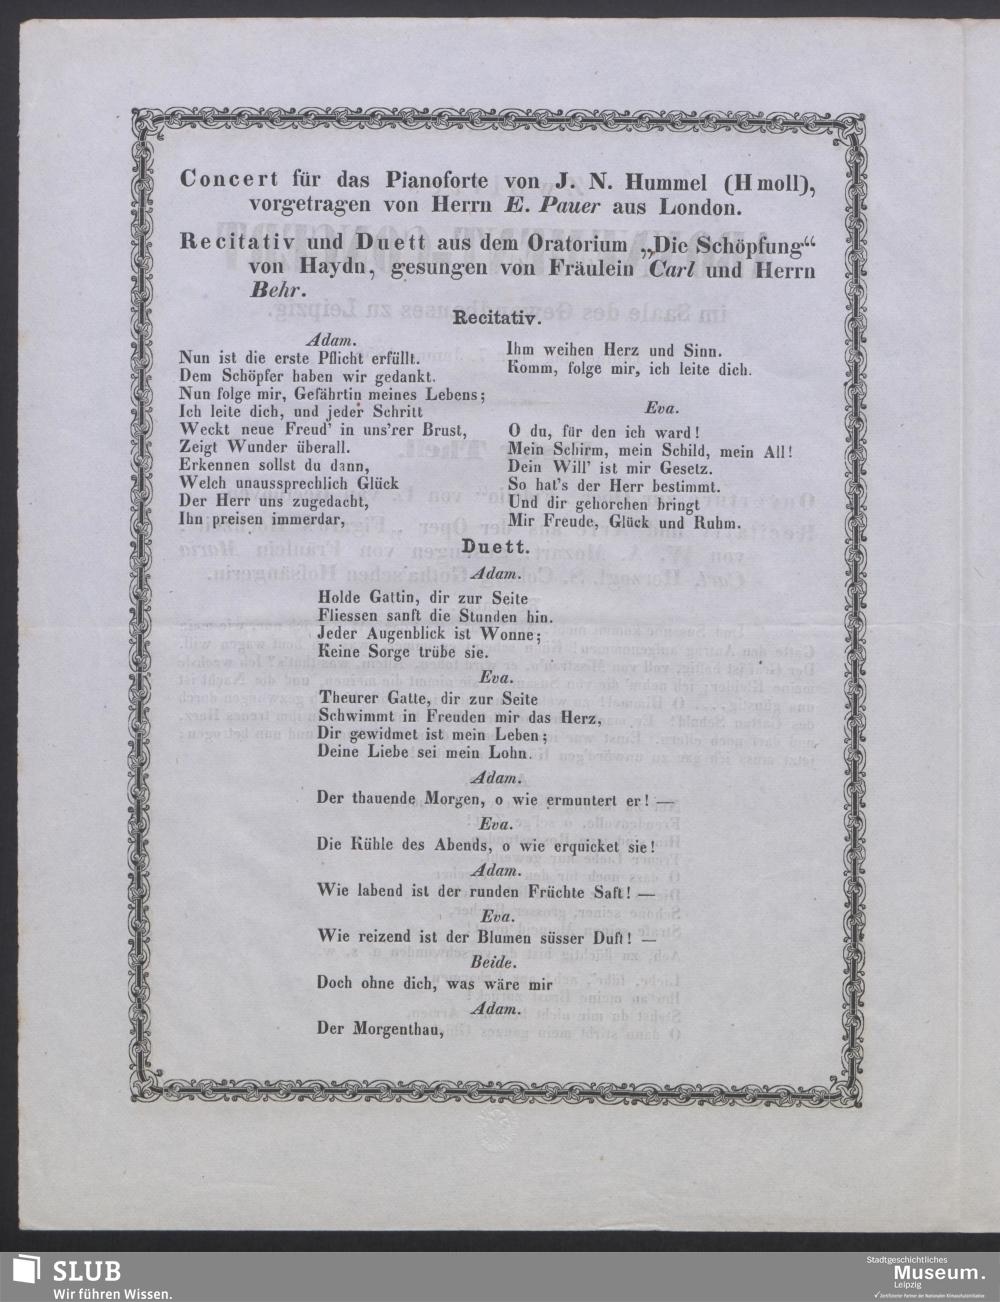 Concert für das Pianoforte von J. N. Hummel (H moll),
vorgetragen von Herrn E. Pauer aus London.
Recitativ und Duett aus dem Oratorium „Die Schöpfung“
von Haydn, gesungen von Fräulein Carl und Herrn
Behr.
Recitativ.
Adam.
Nun ist die erste Pflicht erfüllt.
Dem Schöpfer haben wir gedankt.
Nun folge mir, Gefährtin meines Lebens;
Ich leite dich, und jeder Schritt
Weckt neue Freud' in uns'rer Brust,
Zeigt Wunder überall.
Erkennen sollst du dann,
Welch unaussprechlich Glück
Der Herr uns zugedacht,
Ihn preisen immerdar,
Ihm weihen Herz und Sinn.
Komm, folge mir, ich leite dich.
Eva.
O du, für den ich ward!
Mein Schirm, mein Schild, mein All!
Dein Will' ist mir Gesetz.
So hat's der Herr bestimmt.
Und dir gehorchen bringt
Mir Freude, Glück und Ruhm.
Duett.
Adam.
Holde Gattin, dir zur Seite
Fliessen sanft die Stunden hin.
Jeder Augenblick ist Wonne;
Keine Sorge trübe sie.
Eva.
Theurer Gatte, dir zur Seite
Schwimmt in Freuden mir das Herz,
Dir gewidmet ist mein Leben;
Deine Liebe sei mein Lohn.
Adam.
Der thauende Morgen, o wie ermuntert er! —
Eva.
Die Kühle des Abends, o wie erquicket sie!
Adam.
Wie labend ist der runden Früchte Saft! —
Eva.
Wie reizend ist der Blumen süsser Duft! —
Beide.
Doch ohne dich, was wäre mir
Adam.
Der Morgenthau,
SLUB
Wir führen Wissen.
Stadtgeschichtliches
Museum.
Leipzig
Zertifizierter Partner der Nationalen Klimaschutzinitiative